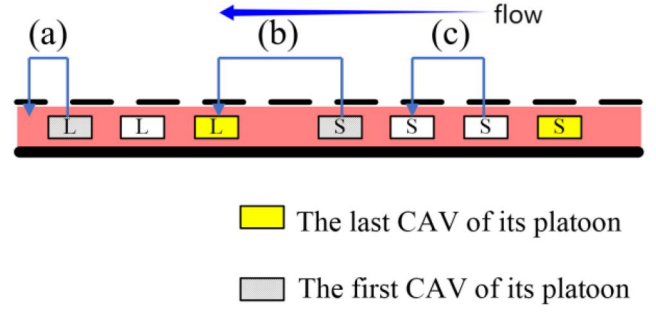 flow
(a) (b) (c)
L L L S S S S
The last CAV of its platoon
The first CAV of its platoon